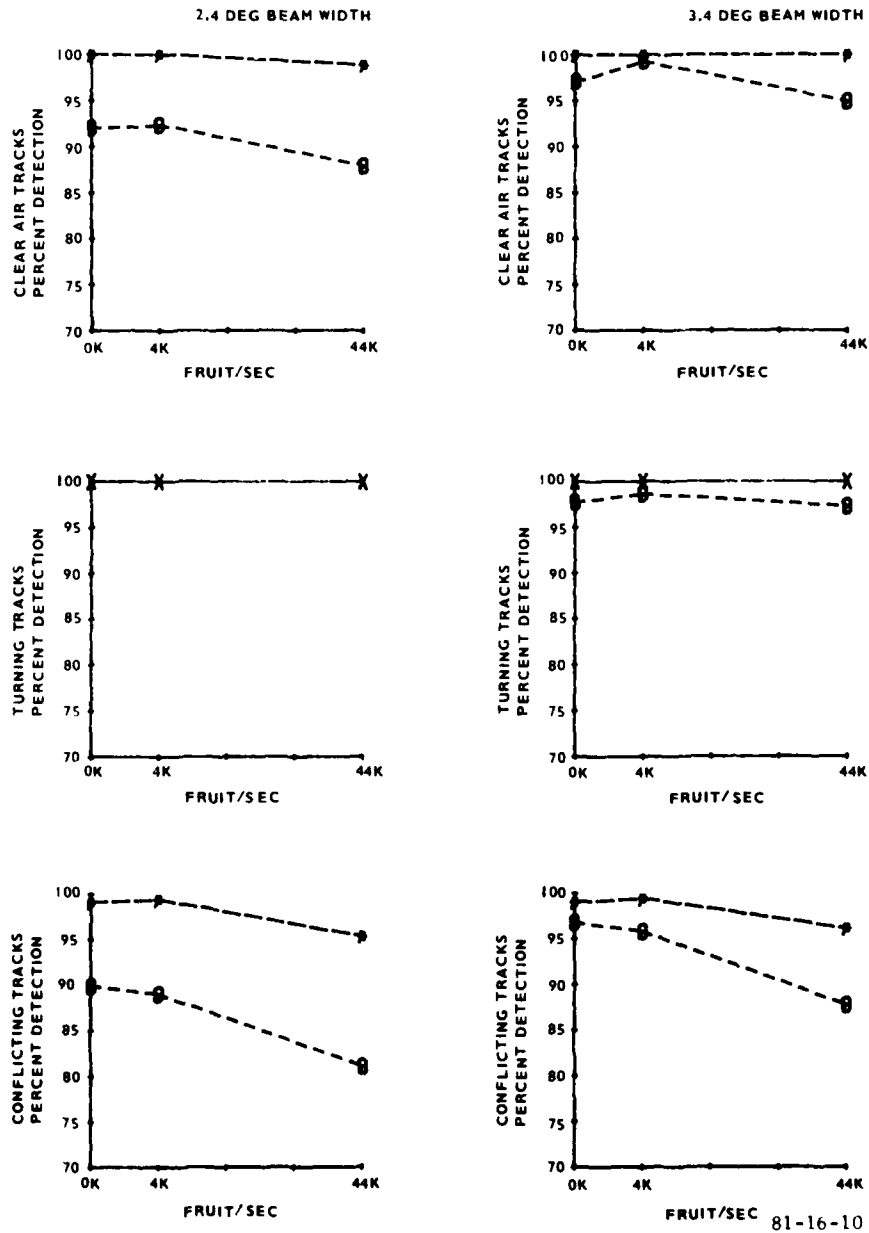 2.4 DEG BEAM WIDTH
CLEAR AIR TRACKS
PERCENT DETECTION
100
95
90
85
80
75
70
0K 4K 44K
FRUIT/SEC
3.4 DEG BEAM WIDTH
CLEAR AIR TRACKS
PERCENT DETECTION
100
95
90
85
80
75
70
0K 4K 44K
FRUIT/SEC
TURNING TRACKS
PERCENT DETECTION
100
95
90
85
80
75
70
0K 4K 44K
FRUIT/SEC
TURNING TRACKS
PERCENT DETECTION
100
95
90
85
80
75
70
0K 4K 44K
FRUIT/SEC
CONFLICTING TRACKS
PERCENT DETECTION
100
95
90
85
80
75
70
0K 4K 44K
FRUIT/SEC
CONFLICTING TRACKS
PERCENT DETECTION
100
95
90
85
80
75
70
0K 4K 44K
FRUIT/SEC
81-16-10